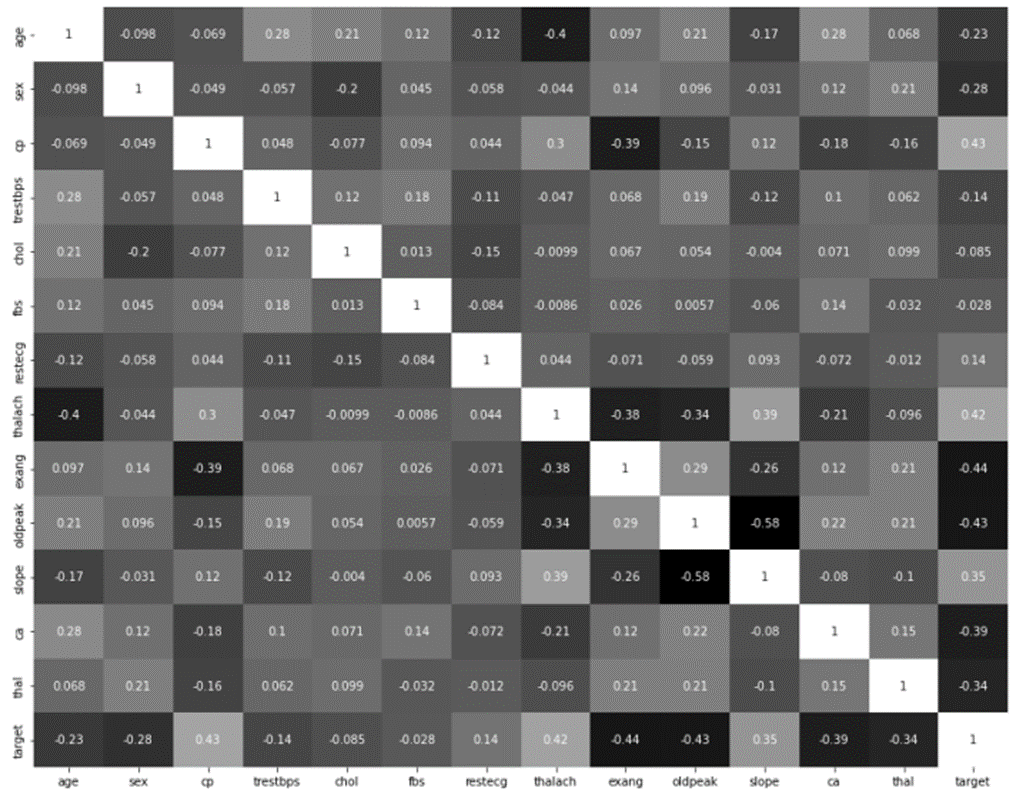 age 1 -0.098 -0.069 0.28 0.21 0.12 -0.12 -0.4 0.097 0.21 -0.17 0.28 0.068 -0.23
sex -0.098 1 -0.049 -0.057 -0.2 0.045 -0.058 -0.044 0.14 0.096 -0.031 0.12 0.21 -0.28
cp -0.069 -0.049 1 0.048 -0.077 0.094 0.044 0.3 -0.39 -0.15 0.12 -0.18 -0.16 0.43
trestbps 0.28 -0.057 0.048 1 0.12 0.18 -0.11 -0.047 0.068 0.19 -0.12 0.1 0.062 -0.14
chol 0.21 -0.2 -0.077 0.12 1 0.013 -0.15 -0.0099 0.067 0.054 -0.004 0.071 0.099 -0.085
fbs 0.12 0.045 0.094 0.18 0.013 1 -0.084 -0.0086 0.026 0.0057 -0.06 0.14 -0.032 -0.028
restecg -0.12 -0.058 0.044 -0.11 -0.15 -0.084 1 0.044 -0.071 -0.059 0.093 -0.072 -0.012 0.14
thalach -0.4 -0.044 0.3 -0.047 -0.0099 -0.0086 0.044 1 -0.38 -0.34 0.39 -0.21 -0.096 0.42
exang 0.097 0.14 -0.39 0.068 0.067 0.026 -0.071 -0.38 1 0.29 -0.26 0.12 0.21 -0.44
oldpeak 0.21 0.096 -0.15 0.19 0.054 0.0057 -0.059 -0.34 0.29 1 -0.58 0.22 0.21 -0.43
slope -0.17 -0.031 0.12 -0.12 -0.004 -0.06 0.093 0.39 -0.26 -0.58 1 -0.08 -0.1 0.35
ca 0.28 0.12 -0.18 0.1 0.071 0.14 -0.072 -0.21 0.12 0.22 -0.08 1 0.15 -0.39
thal 0.068 0.21 -0.16 0.062 0.099 -0.032 -0.012 -0.096 0.21 0.21 -0.1 0.15 1 -0.34
target -0.23 -0.28 0.43 -0.14 -0.085 -0.028 0.14 0.42 -0.44 -0.43 0.35 -0.39 -0.34 1
age sex cp trestbps chol fbs restecg thalach exang oldpeak slope ca thal target